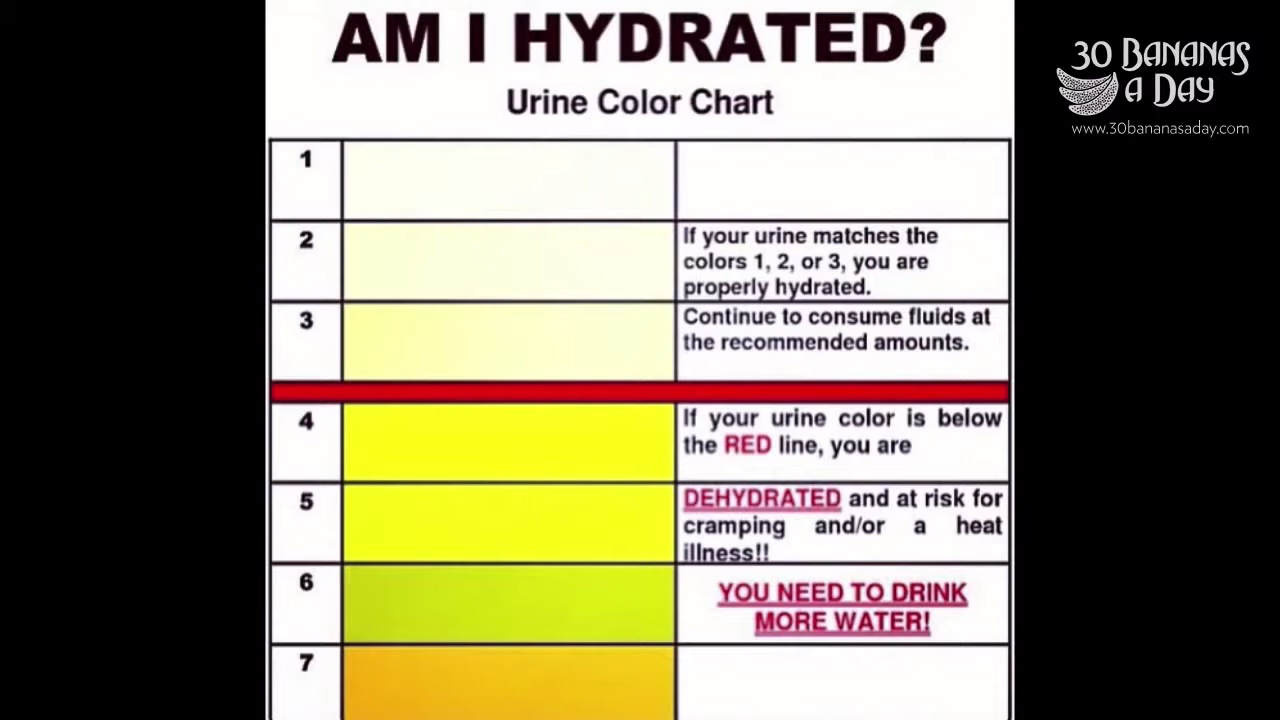 AM I HYDRATED?
Urine Color Chart
30 BANANAS
A DAY
www.30bananasaday.com
1
2
If your urine matches the
colors 1, 2, or 3, you are
properly hydrated.
3
Continue to consume fluids at
the recommended amounts.
4
If your urine color is below
the RED line, you are
5
DEHYDRATED and at risk for
cramping and/or a heat
illness!!
6
YOU NEED TO DRINK
MORE WATER!
7